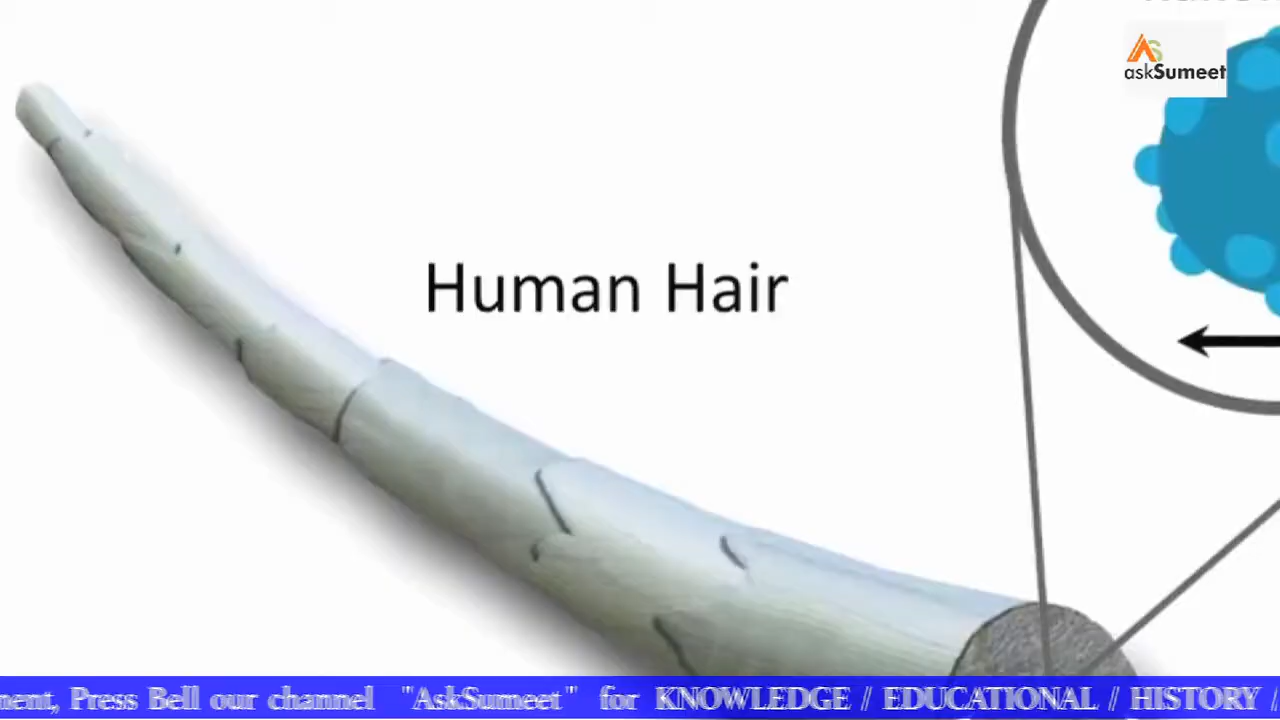 askSumeet
Human Hair
ment, Press Bell our channel "AskSumeet" for KNOWLEDGE / EDUCATIONAL / HISTORY /